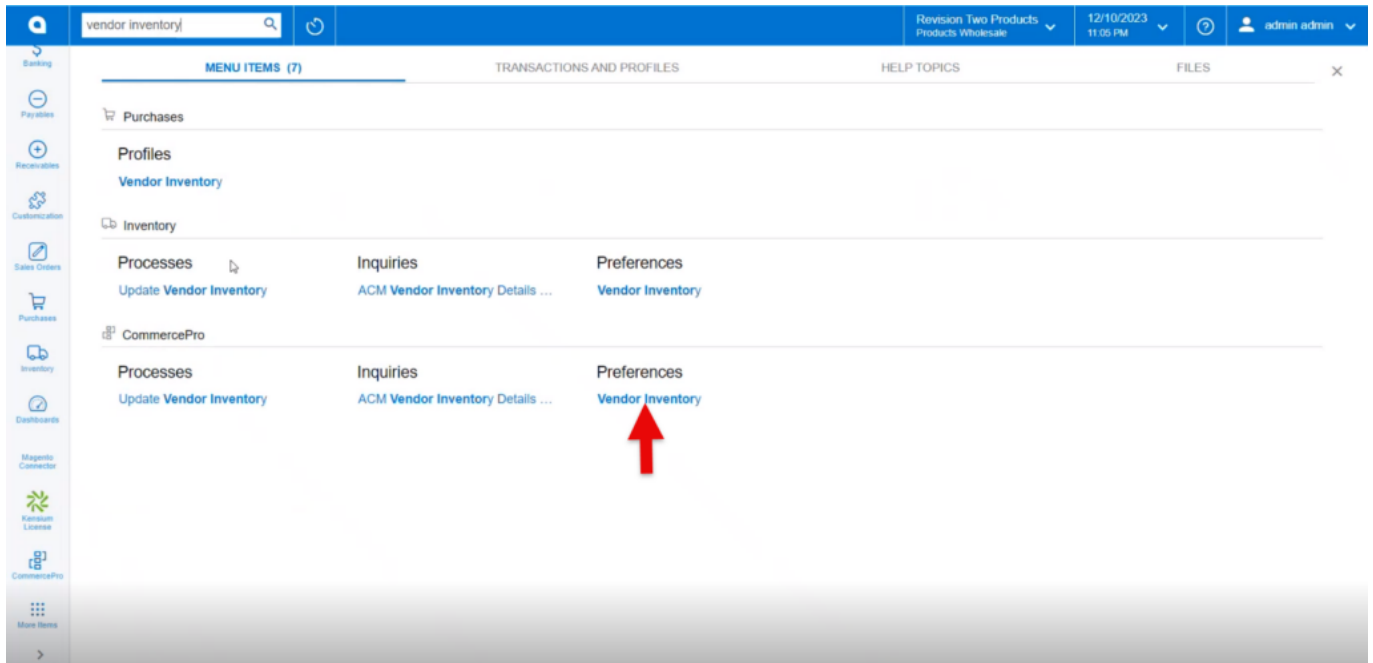 vendor inventory
Revision Two Products
Products Wholesale
12/10/2023
11:05 PM
admin admin
Banking
Payables
Receivables
Customization
Sales Orders
Purchases
Inventory
Dashboards
Magento
Connector
Kensium
License
CommercePro
More Items
MENU ITEMS (7)
TRANSACTIONS AND PROFILES
HELP TOPICS
FILES
Purchases
Profiles
Vendor Inventory
Inventory
Processes
Inquiries
Preferences
Update Vendor Inventory
ACM Vendor Inventory Details ...
Vendor Inventory
CommercePro
Processes
Inquiries
Preferences
Update Vendor Inventory
ACM Vendor Inventory Details ...
Vendor Inventory